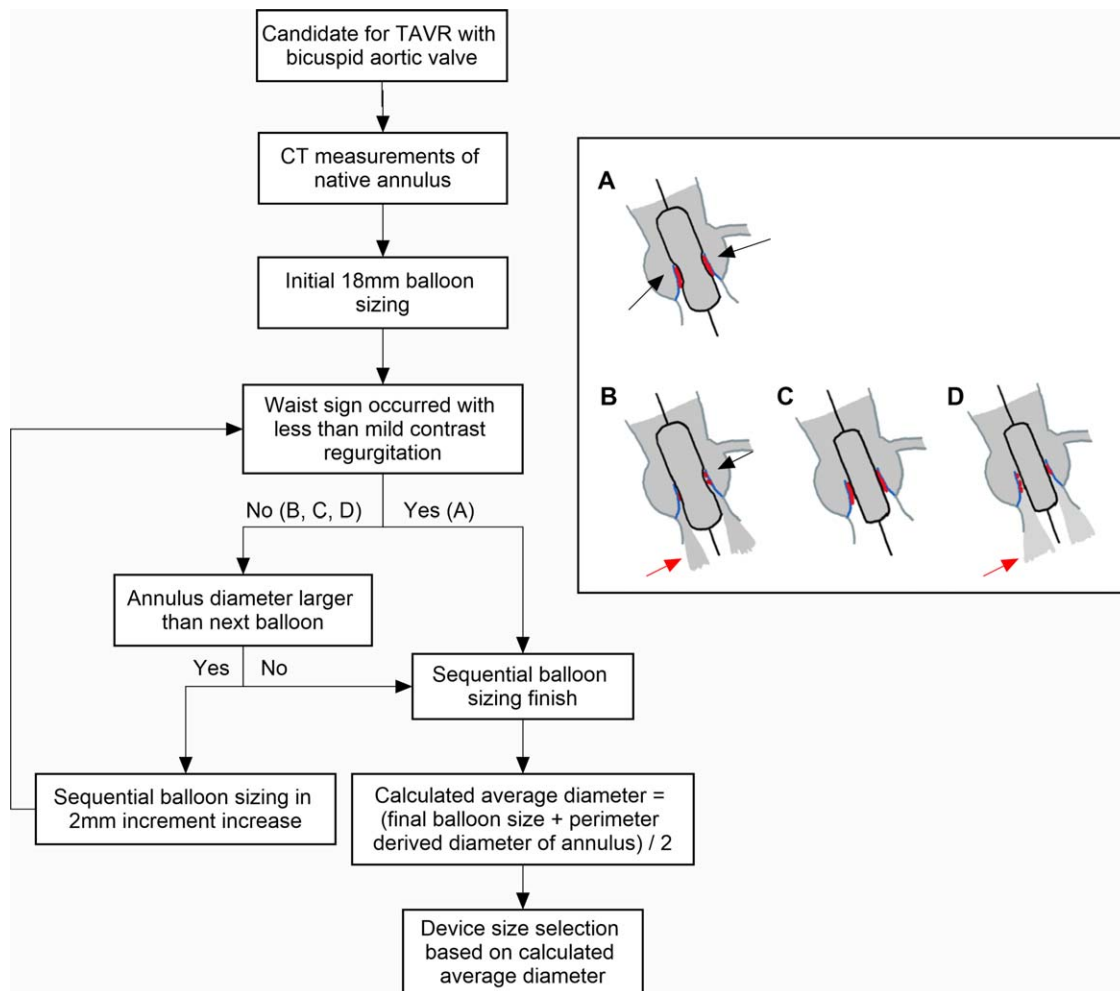 Candidate for TAVR with
bicuspid aortic valve
CT measurements of
native annulus
Initial 18mm balloon
sizing
Waist sign occurred with
less than mild contrast
regurgitation
No (B, C, D)
Yes (A)
Annulus diameter larger
than next balloon
Yes
No
Sequential balloon
sizing finish
Sequential balloon sizing in
2mm increment increase
Calculated average diameter =
(final balloon size + perimeter
derived diameter of annulus) / 2
Device size selection
based on calculated
average diameter
A
B
C
D